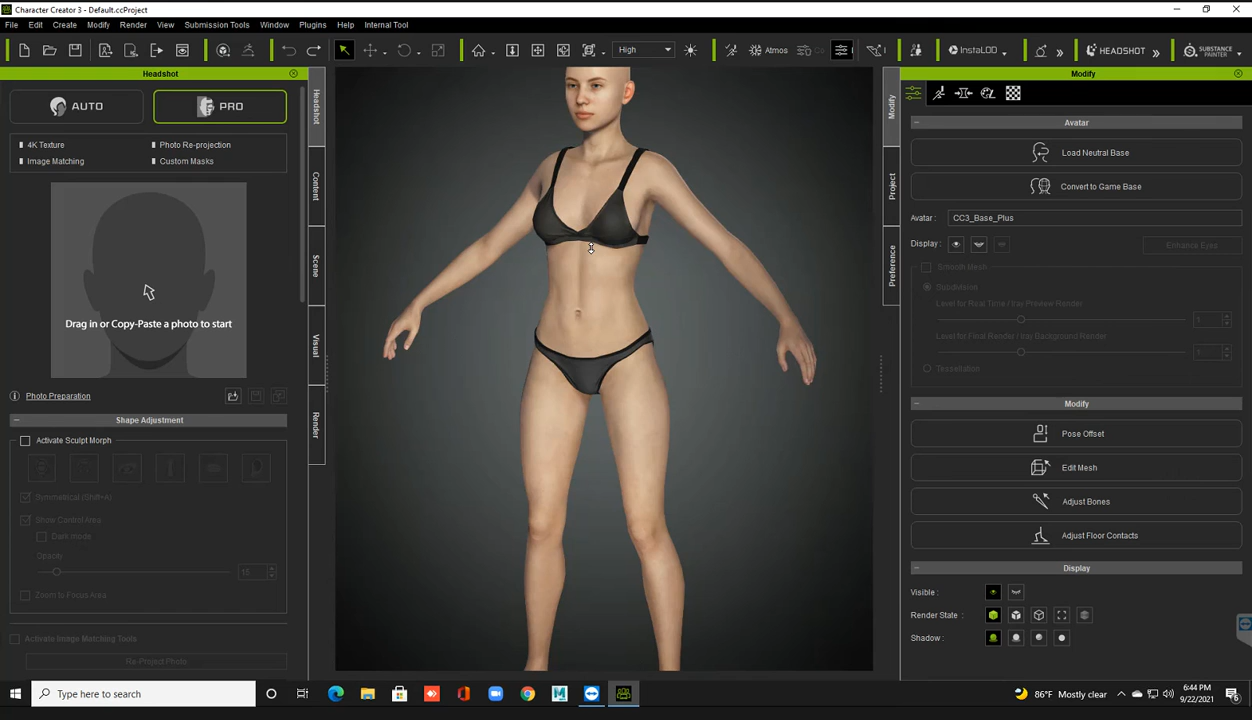 Character Creator 3 - Default.ccProject
File Edit Create Modify Render View Submission Tools Window Plugins Help Internal Tool
High Atmos InstaLOD HEADSHOT SUBSTANCE PAINTER
Headshot
AUTO PRO
4K Texture Photo Re-projection
Image Matching Custom Masks
Drag in or Copy-Paste a photo to start
Photo Preparation
Shape Adjustment
Activate Sculpt Morph
Symmetrical (Shift+A)
Show Control Area
Dark mode
Opacity
15
Zoom to Focus Area
Activate Image Matching Tools
Re-Project Photo
Headshot
Content
Scene
Visual
Render
Modify
Project
Preference
Modify
Avatar
Load Neutral Base
Convert to Game Base
Avatar : CC3_Base_Plus
Display : Enhance Eyes
Smooth Mesh
Subdivision
Level for Real Time / Iray Preview Render
Level for Final Render / Iray Background Render
Tessellation
Modify
Pose Offset
Edit Mesh
Adjust Bones
Adjust Floor Contacts
Display
Visible :
Render State :
Shadow :
Type here to search
86°F Mostly clear
6:44 PM
9/22/2021
6